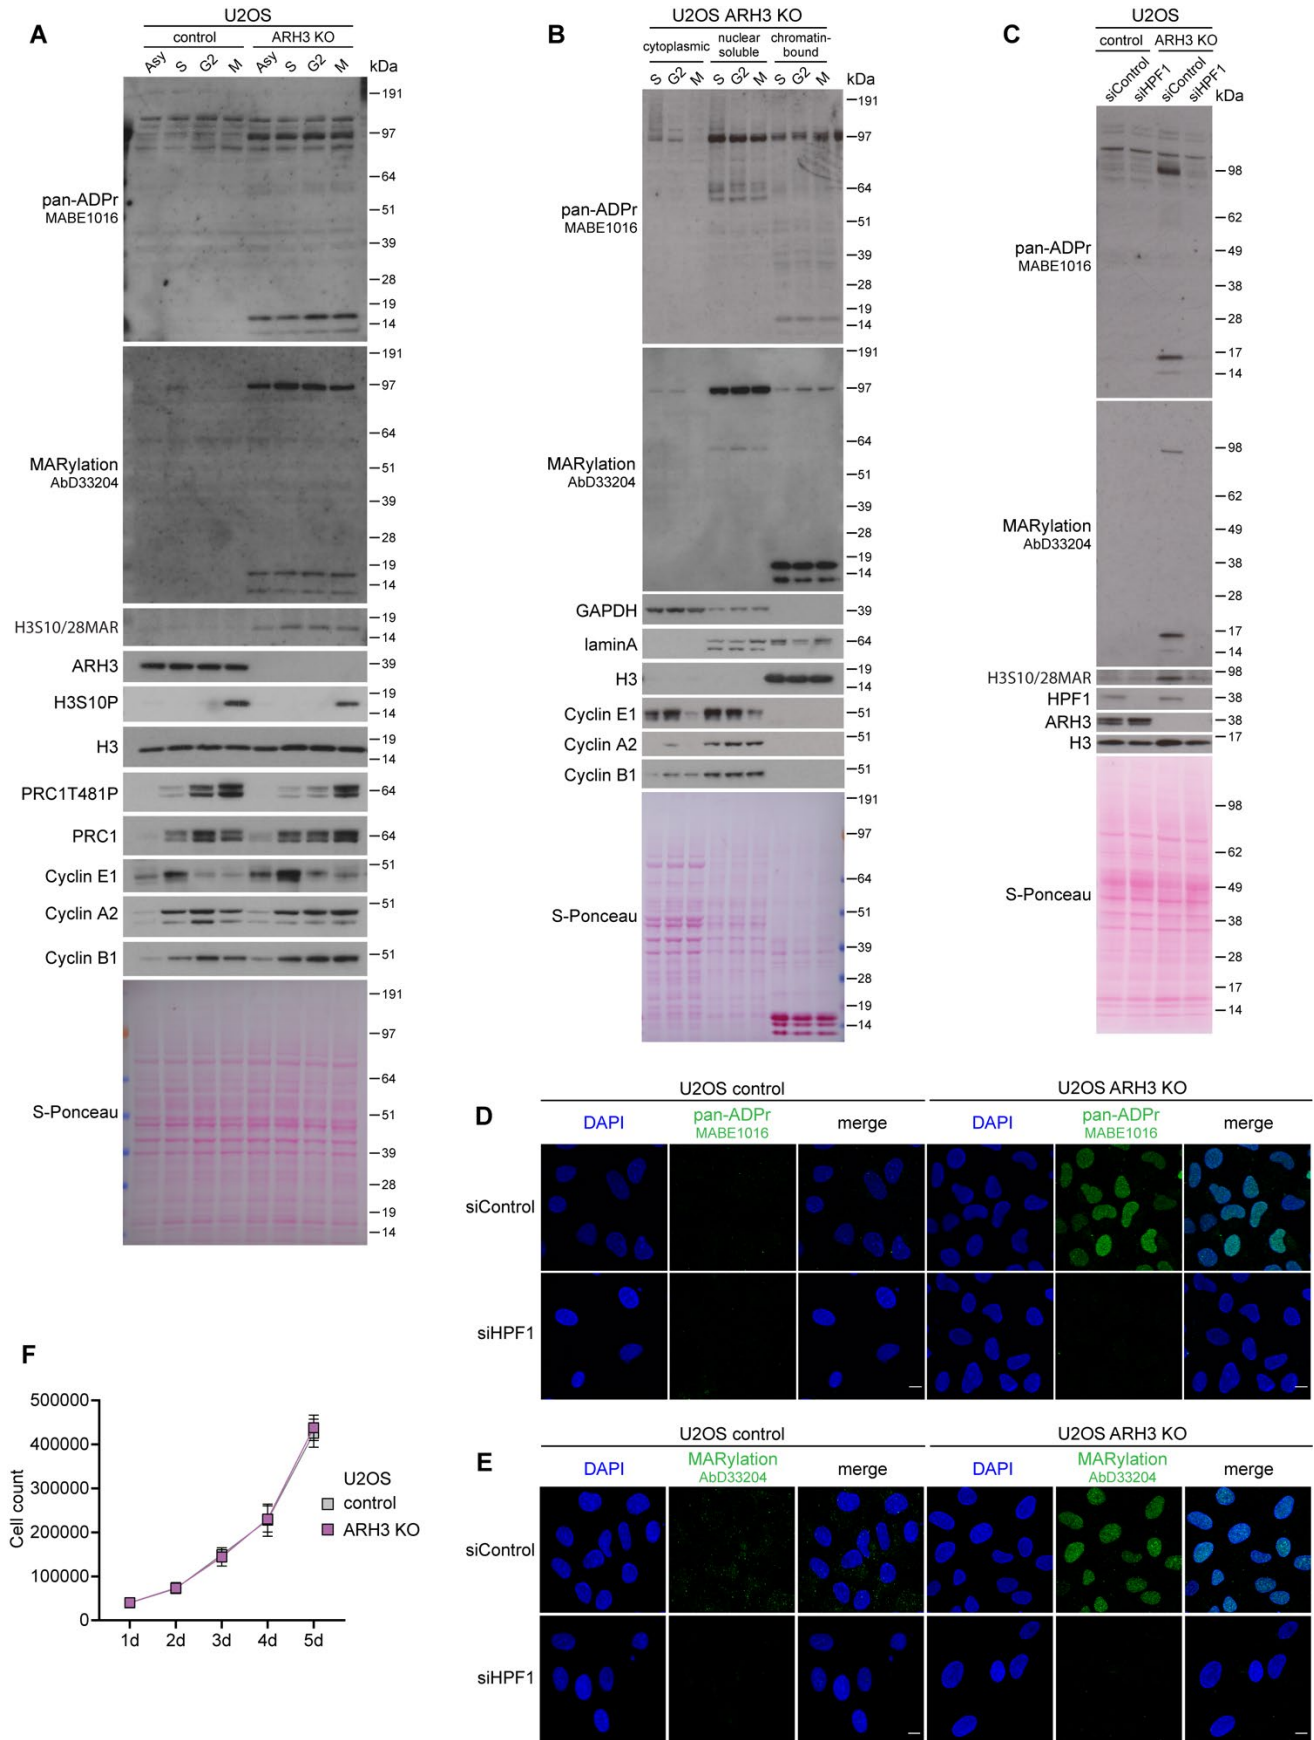 A
U2OS
control
ARH3 KO
Asy S G2 M Asy S G2 M
kDa
pan-ADPr
MABE1016
191
97
64
51
39
28
19
14
MARylation
AbD33204
191
97
64
51
39
28
19
14
H3S10/28MAR
19
14
ARH3
39
H3S10P
19
14
H3
19
14
PRC1T481P
64
PRC1
64
Cyclin E1
51
Cyclin A2
51
Cyclin B1
51
S-Ponceau
191
97
64
51
39
28
19
14
B
U2OS ARH3 KO
cytoplasmic
nuclear
soluble
chromatin-
bound
S G2 M S G2 M S G2 M
kDa
pan-ADPr
MABE1016
191
97
64
51
39
28
19
14
MARylation
AbD33204
191
97
64
51
39
28
19
14
GAPDH
39
laminA
64
H3
19
14
Cyclin E1
51
Cyclin A2
51
Cyclin B1
51
S-Ponceau
191
97
64
51
39
28
19
14
C
U2OS
control ARH3 KO
siControl siHPF1 siControl siHPF1
kDa
pan-ADPr
MABE1016
98
62
49
38
28
17
14
MARylation
AbD33204
98
62
49
38
28
17
14
H3S10/28MAR
98
HPF1
38
ARH3
38
H3
17
S-Ponceau
98
62
49
38
28
17
14
D
U2OS control
U2OS ARH3 KO
DAPI
pan-ADPr
MABE1016
merge
DAPI
pan-ADPr
MABE1016
merge
siControl
siHPF1
E
U2OS control
U2OS ARH3 KO
DAPI
MARylation
AbD33204
merge
DAPI
MARylation
AbD33204
merge
siControl
siHPF1
F
Cell count
500000
400000
300000
200000
100000
0
1d 2d 3d 4d 5d
U2OS
control
ARH3 KO